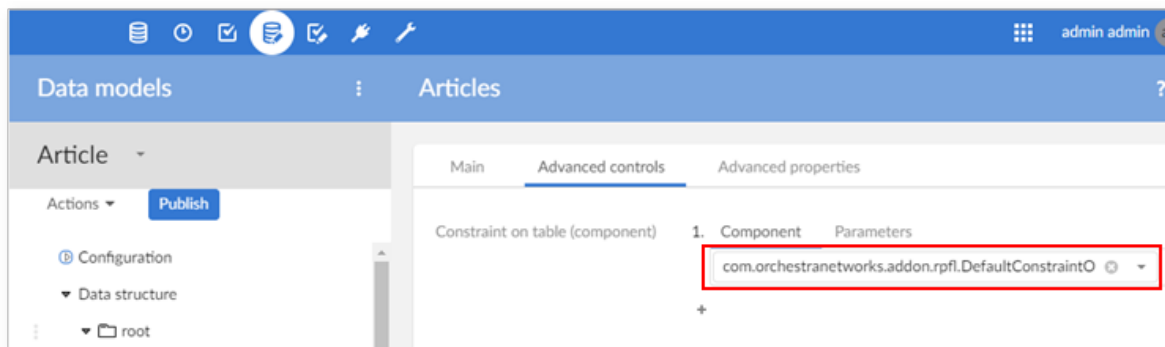 admin admin
Data models
Articles
?
Article
Main Advanced controls Advanced properties
Actions Publish
Constraint on table (component) 1. Component Parameters
com.orchestranetworks.addon.rpfl.DefaultConstraintO
Configuration
Data structure
+
root